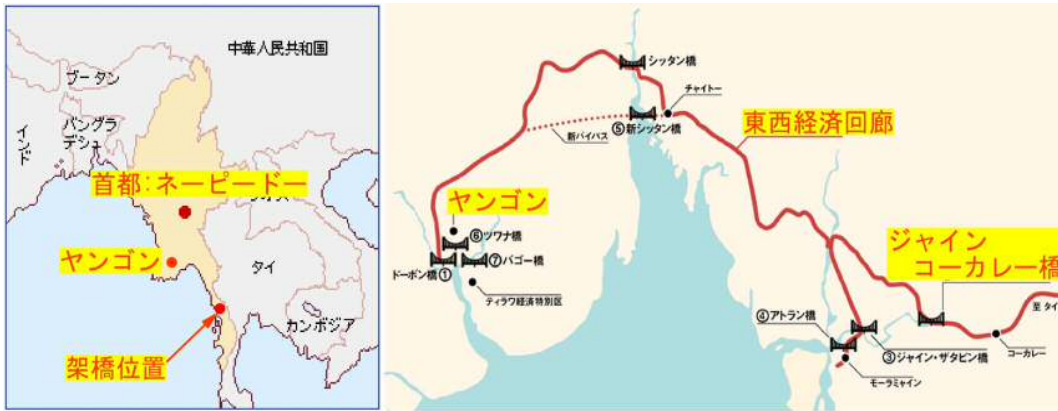 中華人民共和国
ブータン
インド
バングラ
デシュ
首都:ネーピードー
ヤンゴン
タイ
カンボジア
架橋位置
シッタン橋
チャイトー
⑤新シッタン橋
新バイパス
東西経済回廊
ヤンゴン
⑥ツワナ橋
ドーボン橋①
⑦バゴー橋
ティラワ経済特別区
ジャイン
コーカレー橋
至 タイ
④アトラン橋
③ジャイン・ザタピン橋
コーカレー
モーラミャイン